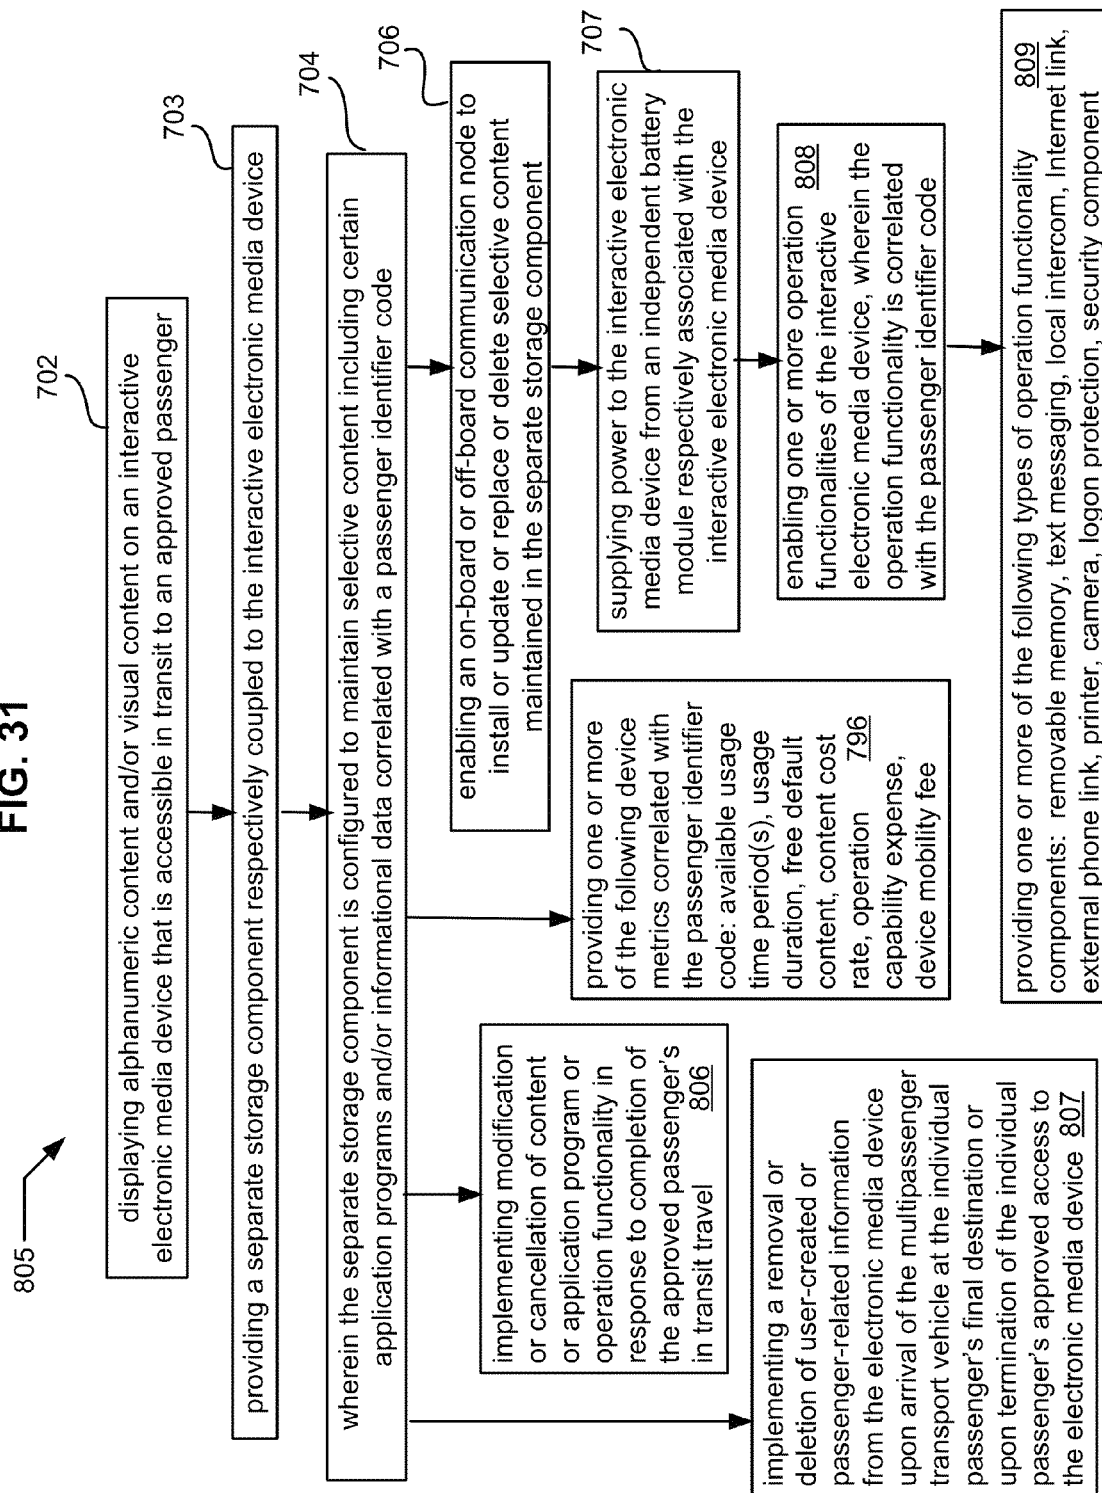 FIG. 31
805
702
displaying alphanumeric content and/or visual content on an interactive
electronic media device that is accessible in transit to an approved passenger
703
providing a separate storage component respectively coupled to the interactive electronic media device
704
wherein the separate storage component is configured to maintain selective content including certain
application programs and/or informational data correlated with a passenger identifier code
706
enabling an on-board or off-board communication node to
install or update or replace or delete selective content
maintained in the separate storage component
707
supplying power to the interactive electronic
media device from an independent battery
module respectively associated with the
interactive electronic media device
enabling one or more operation
functionalities of the interactive 808
electronic media device, wherein the
operation functionality is correlated
with the passenger identifier code
providing one or more of the following types of operation functionality 809
components: removable memory, text messaging, local intercom, Internet link,
external phone link, printer, camera, logon protection, security component
providing one or more
of the following device
metrics correlated with
the passenger identifier
code: available usage
time period(s), usage
duration, free default
content, content cost
rate, operation 796
capability expense,
device mobility fee
implementing modification
or cancellation of content
or application program or
operation functionality in
response to completion of
the approved passenger's
in transit travel 806
implementing a removal or
deletion of user-created or
passenger-related information
from the electronic media device
upon arrival of the multipassenger
transport vehicle at the individual
passenger's final destination or
upon termination of the individual
passenger's approved access to
the electronic media device 807